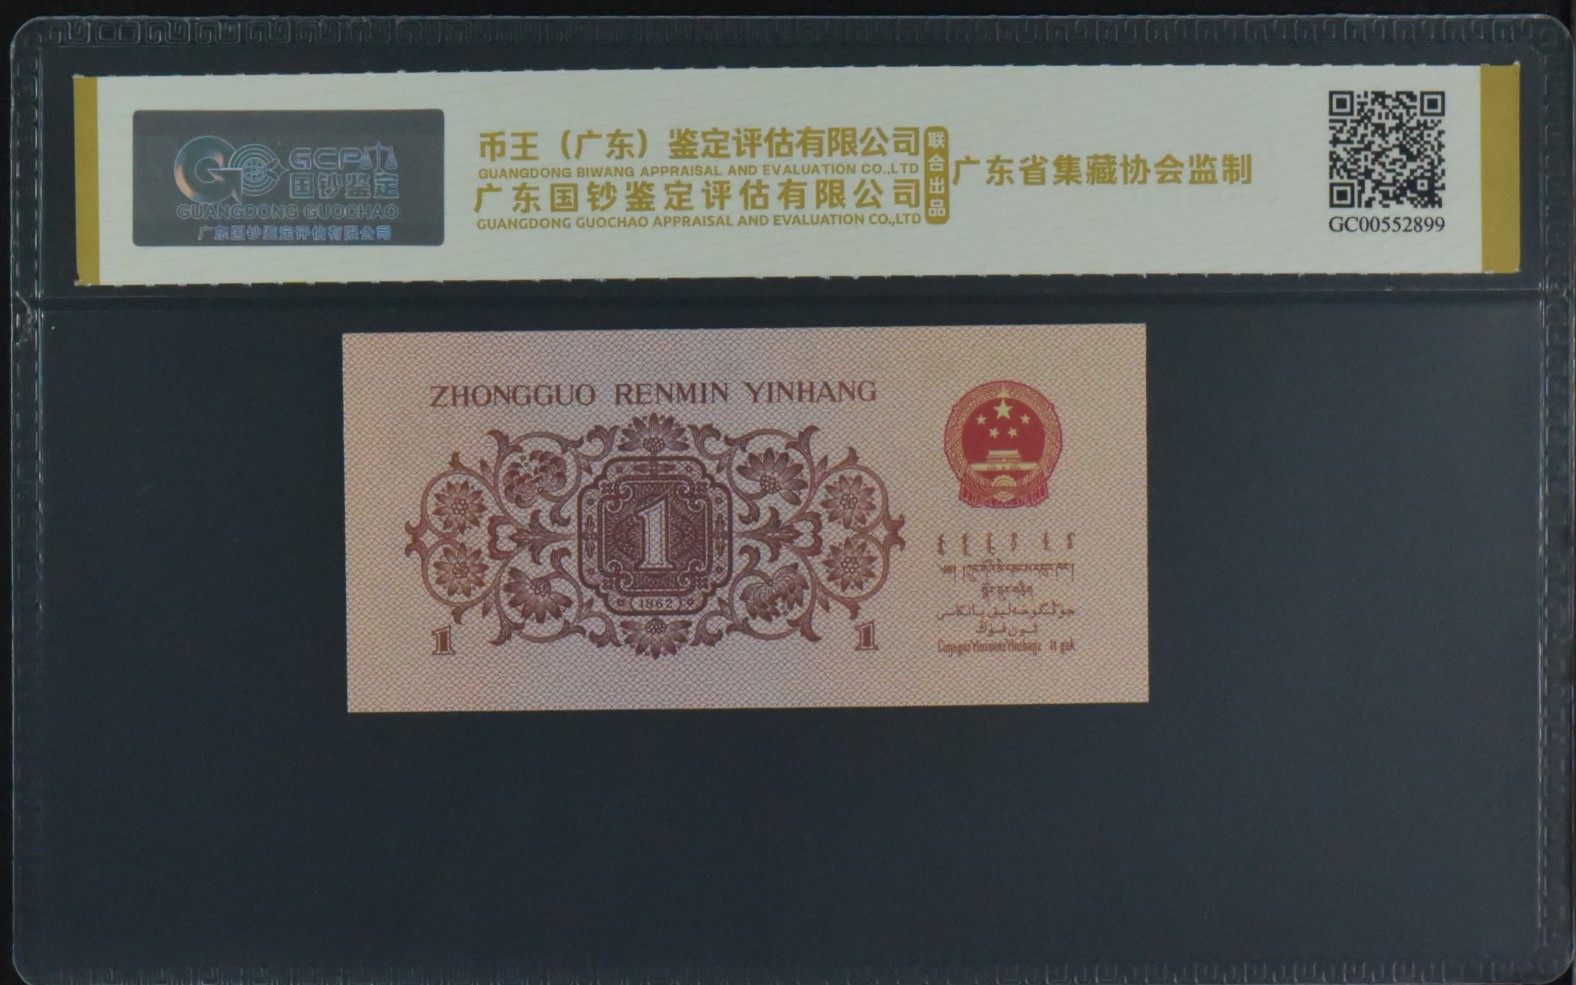 GCP
国钞鉴定
GUANGDONG GUOCHAO
广东国钞鉴定评估有限公司
币王（广东）鉴定评估有限公司
GUANGDONG BIWANG APPRAISAL AND EVALUATION CO.,LTD
广东国钞鉴定评估有限公司
GUANGDONG GUOCHAO APPRAISAL AND EVALUATION CO.,LTD
联合出品
广东省集藏协会监制
GC00552899
ZHONGGUO RENMIN YINHANG
1
1962
1
1